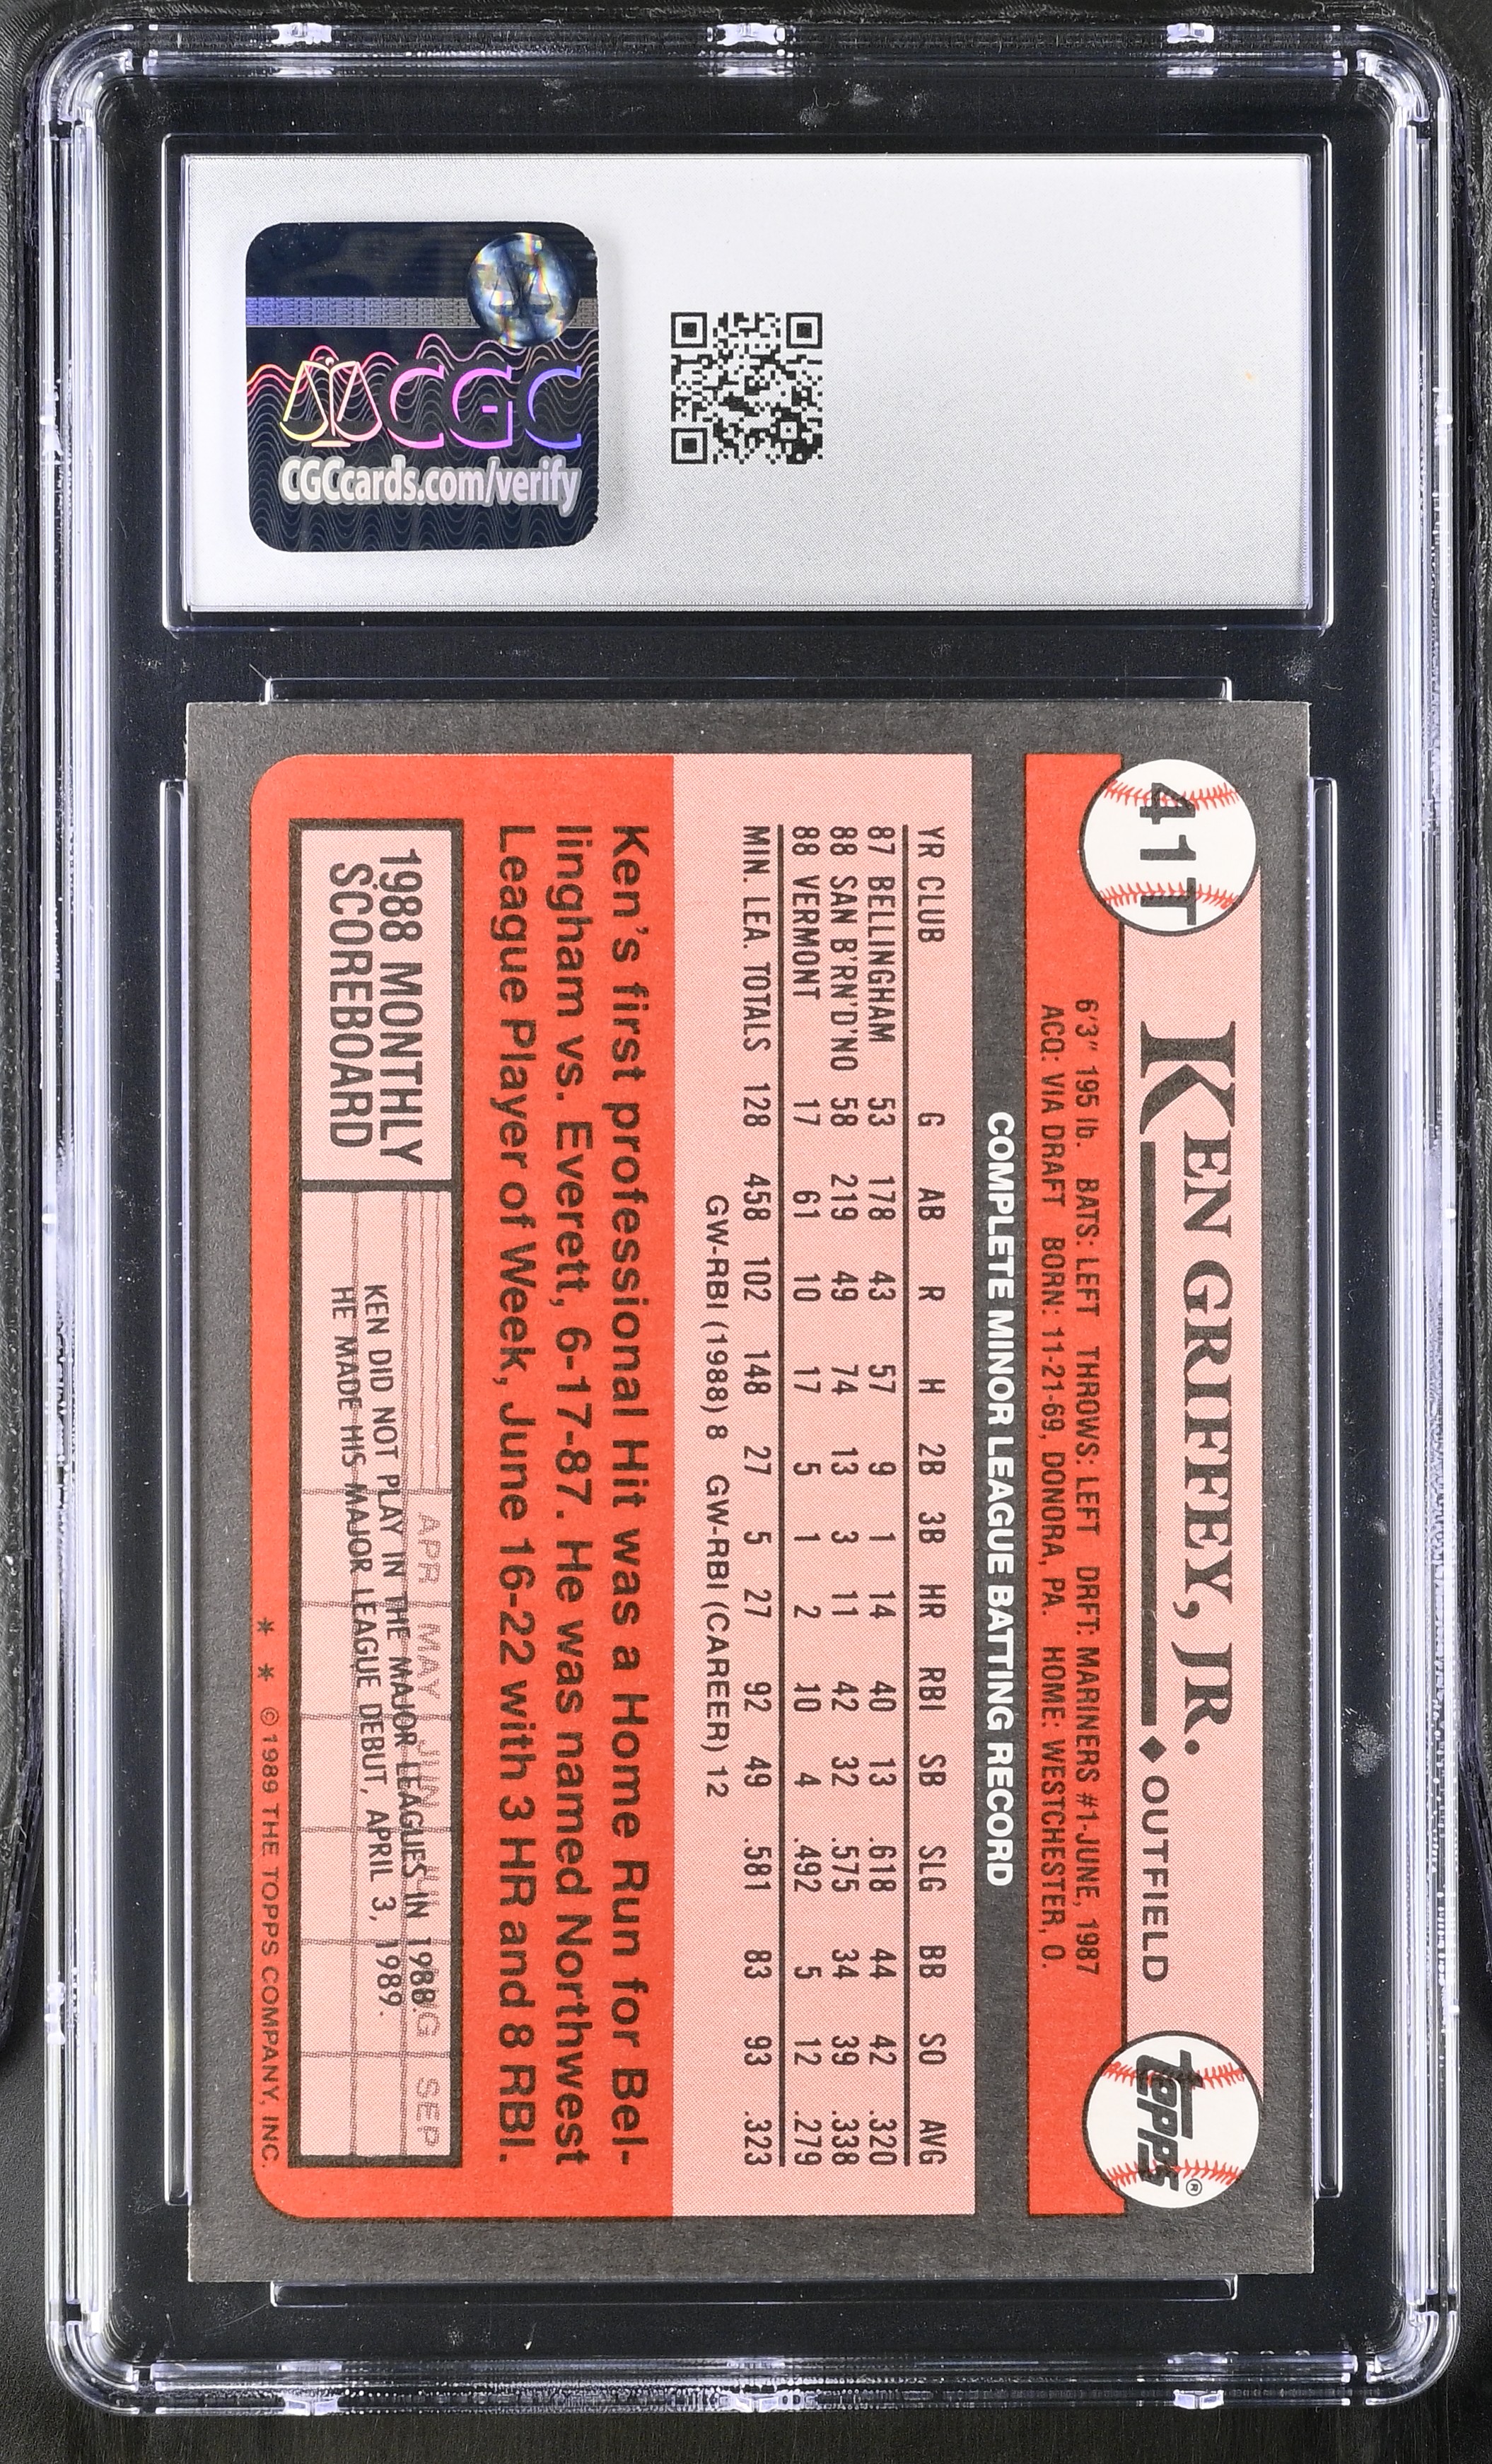 CGC
CGCcards.com/verify
41T
KEN GRIFFEY, JR. ◆ OUTFIELD
TOPPS®
6'3" 195 lb. BATS: LEFT THROWS: LEFT DRFT: MARINERS #1-JUNE, 1987
ACQ: VIA DRAFT BORN: 11-21-69, DONORA, PA. HOME: WESTCHESTER, O.
COMPLETE MINOR LEAGUE BATTING RECORD
YR CLUB G AB R H 2B 3B HR RBI SB SLG BB SO AVG
87 BELLINGHAM 53 178 43 57 9 1 14 40 13 .618 44 42 .320
88 SAN B'RN'D'NO 58 219 49 74 13 3 11 42 32 .575 34 39 .338
88 VERMONT 17 61 10 17 5 1 2 10 4 .492 5 12 .279
MIN. LEA. TOTALS 128 458 102 148 27 5 27 92 49 .581 83 93 .323
GW-RBI (1988) 8 GW-RBI (CAREER) 12
Ken's first professional Hit was a Home Run for Bel-
lingham vs. Everett, 6-17-87. He was named Northwest
League Player of Week, June 16-22 with 3 HR and 8 RBI.
1988 MONTHLY
SCOREBOARD
APR MAY JUN JUL AUG SEP
KEN DID NOT PLAY IN THE MAJOR LEAGUES IN 1988.
HE MADE HIS MAJOR LEAGUE DEBUT, APRIL 3, 1989.
* * © 1989 THE TOPPS COMPANY, INC.